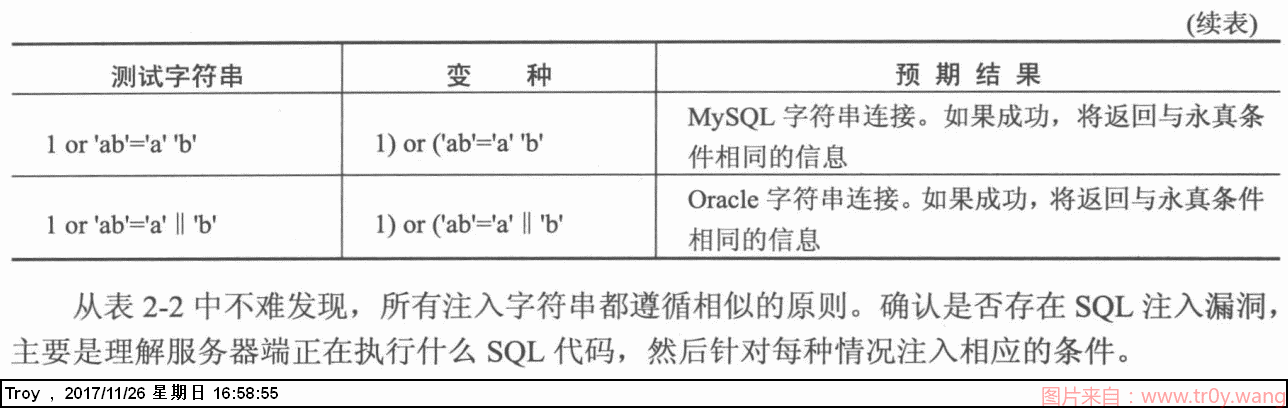 (续表)
测试字符串 变 种 预 期 结 果
1 or 'ab'='a' 'b' 1) or ('ab'='a' 'b' MySQL 字符串连接。如果成功，将返回与永真条
件相同的信息
1 or 'ab'='a' ‖ 'b' 1) or ('ab'='a' ‖ 'b' Oracle 字符串连接。如果成功，将返回与永真条件
相同的信息
从表 2-2 中不难发现，所有注入字符串都遵循相似的原则。确认是否存在 SQL 注入漏洞，
主要是理解服务器端正在执行什么 SQL 代码，然后针对每种情况注入相应的条件。
Troy , 2017/11/26 星期日 16:58:55
图片来自：www.tr0y.wang